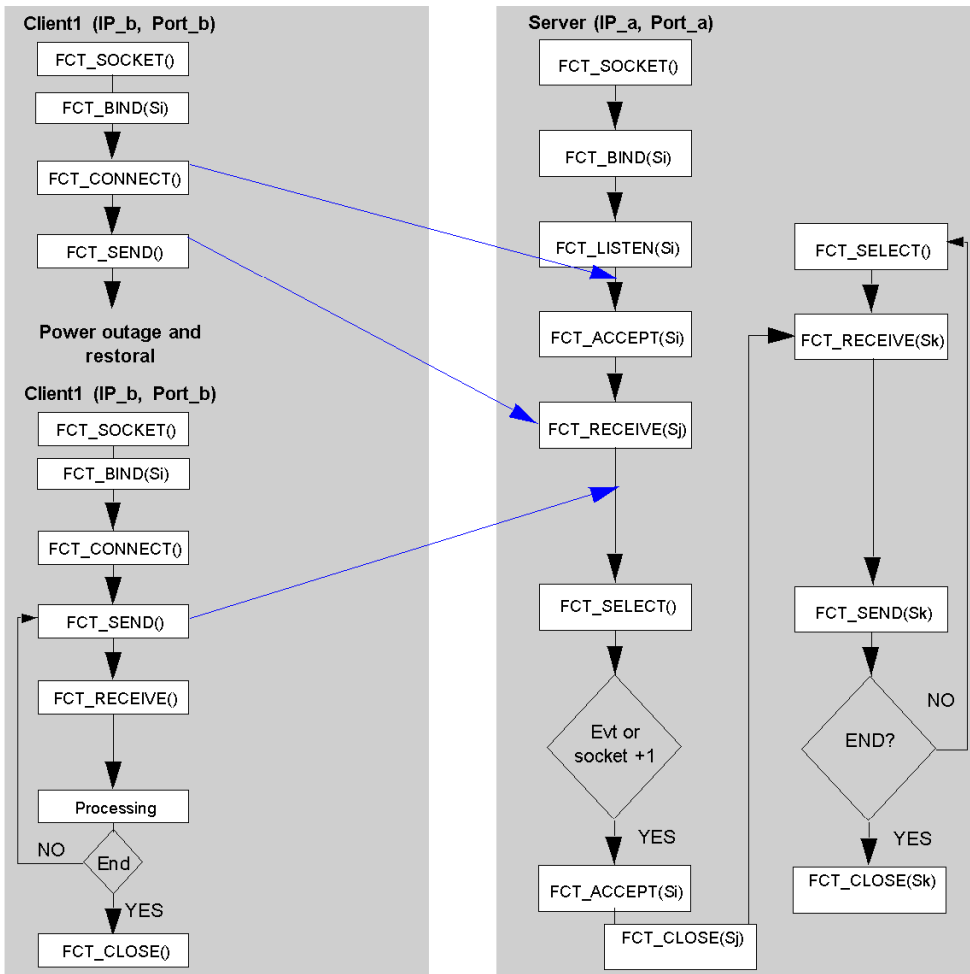 Client1 (IP_b, Port_b)
FCT_SOCKET()
FCT_BIND(Si)
FCT_CONNECT()
FCT_SEND()
Power outage and
restoral
Client1 (IP_b, Port_b)
FCT_SOCKET()
FCT_BIND(Si)
FCT_CONNECT()
FCT_SEND()
FCT_RECEIVE()
Processing
NO
End
YES
FCT_CLOSE()
Server (IP_a, Port_a)
FCT_SOCKET()
FCT_BIND(Si)
FCT_LISTEN(Si)
FCT_ACCEPT(Si)
FCT_RECEIVE(Sj)
FCT_SELECT()
Evt or
socket +1
YES
FCT_ACCEPT(Si)
FCT_CLOSE(Sj)
FCT_SELECT()
FCT_RECEIVE(Sk)
FCT_SEND(Sk)
NO
END?
YES
FCT_CLOSE(Sk)